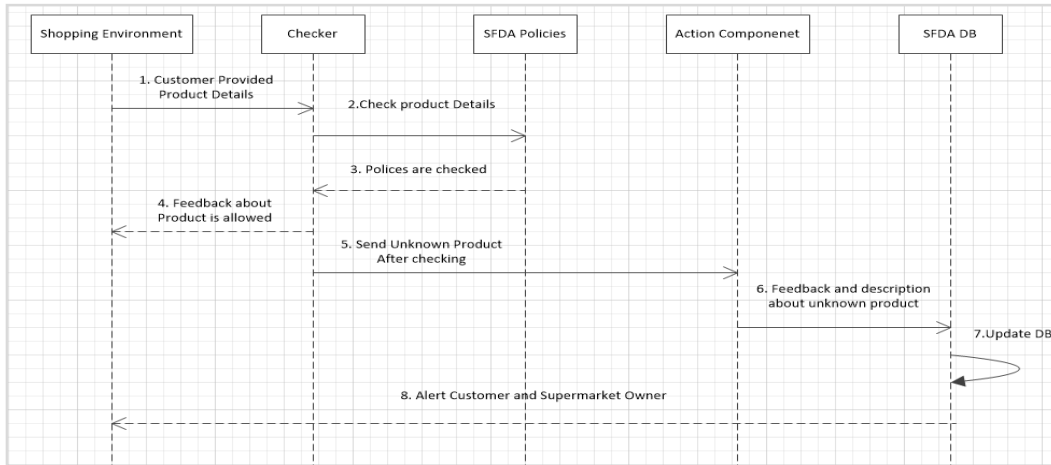 Shopping Environment
Checker
SFDA Policies
Action Componenet
SFDA DB
1. Customer Provided
Product Details
2.Check product Details
3. Polices are checked
4. Feedback about
Product is allowed
5. Send Unknown Product
After checking
6. Feedback and description
about unknown product
7.Update DB
8. Alert Customer and Supermarket Owner